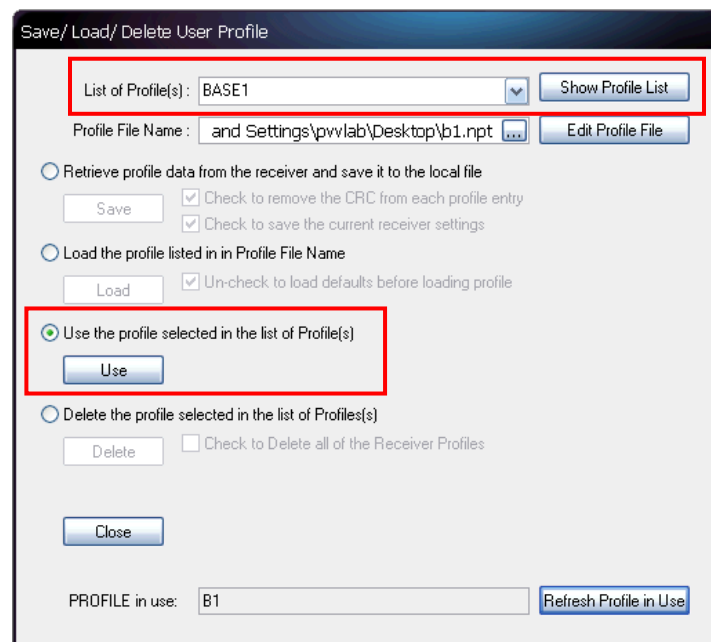 Save/ Load/ Delete User Profile
List of Profile(s) : BASE1 Show Profile List
Profile File Name : and Settings\pvvlab\Desktop\b1.npt ... Edit Profile File
Retrieve profile data from the receiver and save it to the local file
Save Check to remove the CRC from each profile entry
Check to save the current receiver settings
Load the profile listed in in Profile File Name
Load Un-check to load defaults before loading profile
Use the profile selected in the list of Profile(s)
Use
Delete the profile selected in the list of Profiles(s)
Delete Check to Delete all of the Receiver Profiles
Close
PROFILE in use: B1 Refresh Profile in Use